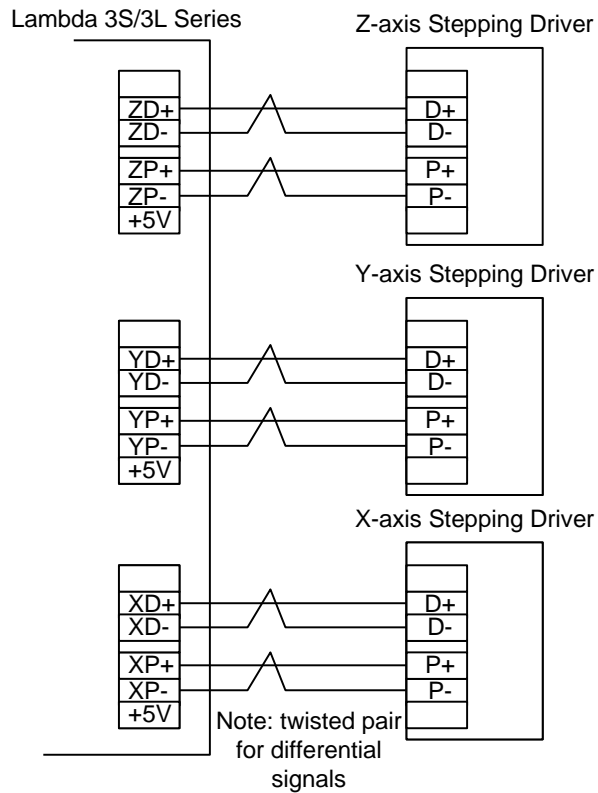 Lambda 3S/3L Series
Z-axis Stepping Driver
ZD+
ZD-
ZP+
ZP-
+5V
D+
D-
P+
P-
Y-axis Stepping Driver
YD+
YD-
YP+
YP-
+5V
D+
D-
P+
P-
X-axis Stepping Driver
XD+
XD-
XP+
XP-
+5V
D+
D-
P+
P-
Note: twisted pair
for differential
signals